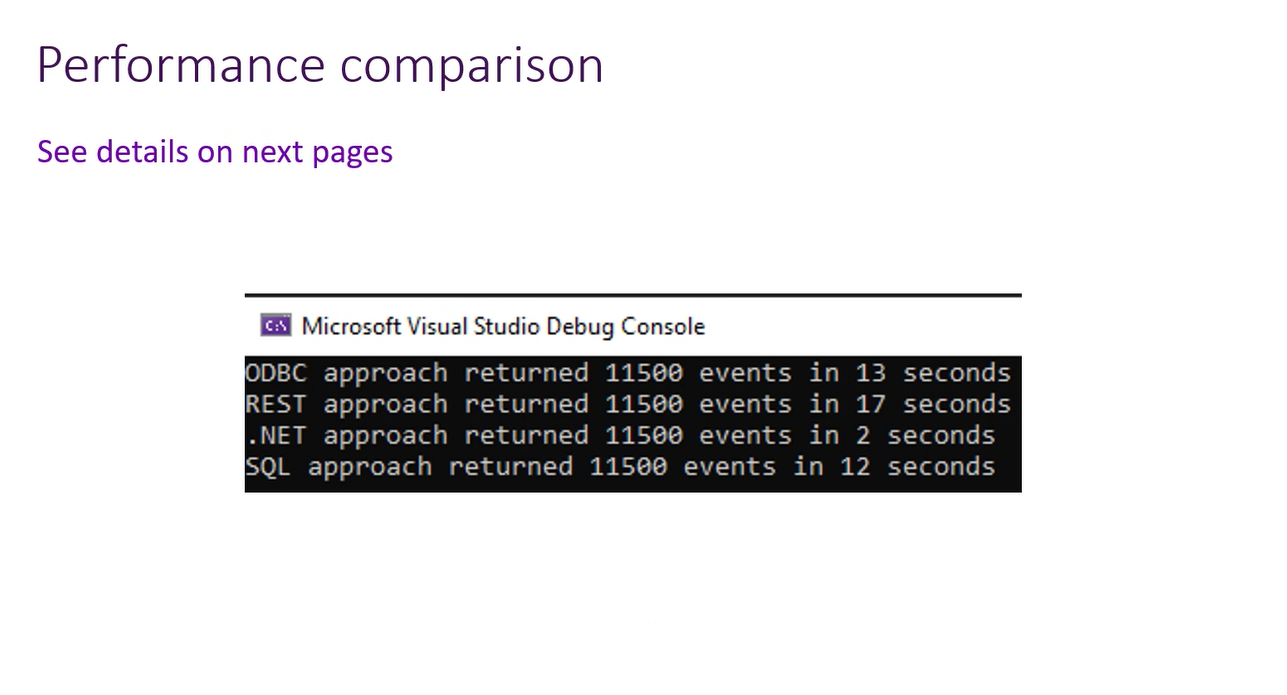 Performance comparison
See details on next pages
C:\
Microsoft Visual Studio Debug Console
ODBC approach returned 11500 events in 13 seconds
REST approach returned 11500 events in 17 seconds
.NET approach returned 11500 events in 2 seconds
SQL approach returned 11500 events in 12 seconds